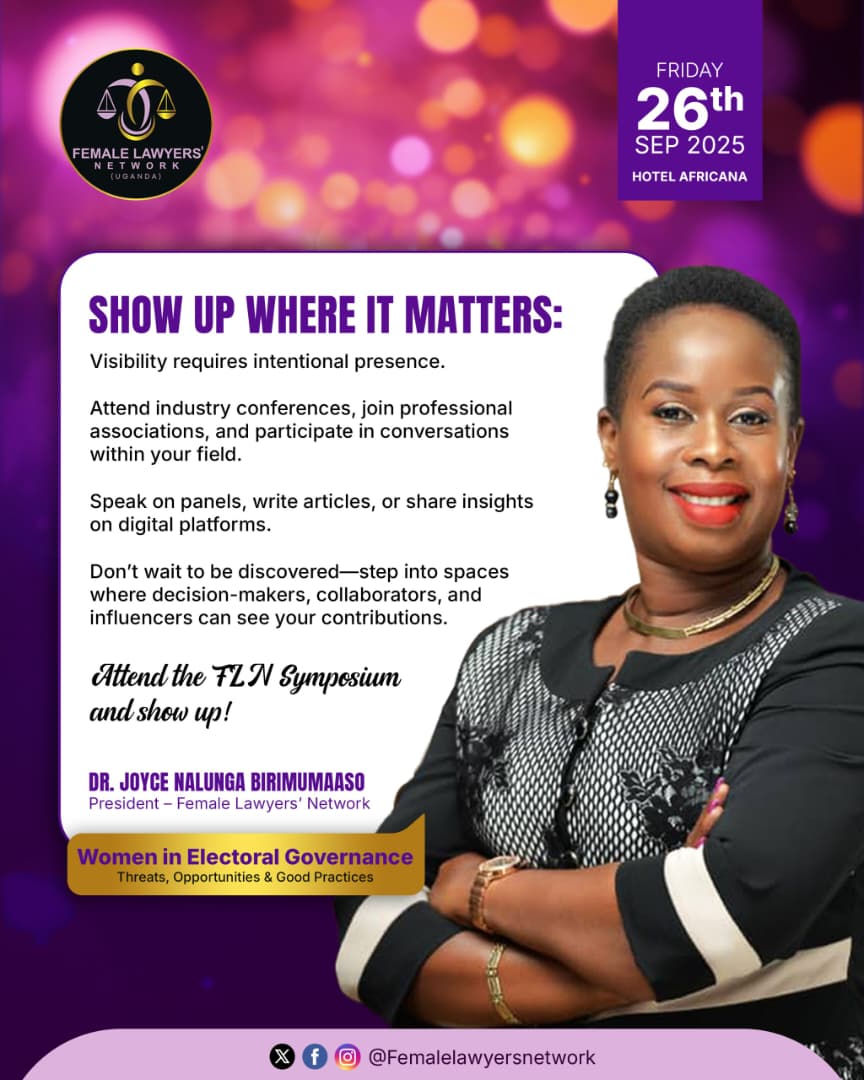 FEMALE LAWYERS'
NETWORK
(UGANDA)
FRIDAY
26th
SEP 2025
HOTEL AFRICANA
SHOW UP WHERE IT MATTERS:
Visibility requires intentional presence.
Attend industry conferences, join professional
associations, and participate in conversations
within your field.
Speak on panels, write articles, or share insights
on digital platforms.
Don't wait to be discovered—step into spaces
where decision-makers, collaborators, and
influencers can see your contributions.
Attend the FLN Symposium
and show up!
DR. JOYCE NALUNGA BIRIMUMAASO
President – Female Lawyers' Network
Women in Electoral Governance
Threats, Opportunities & Good Practices
@Femalelawyersnetwork